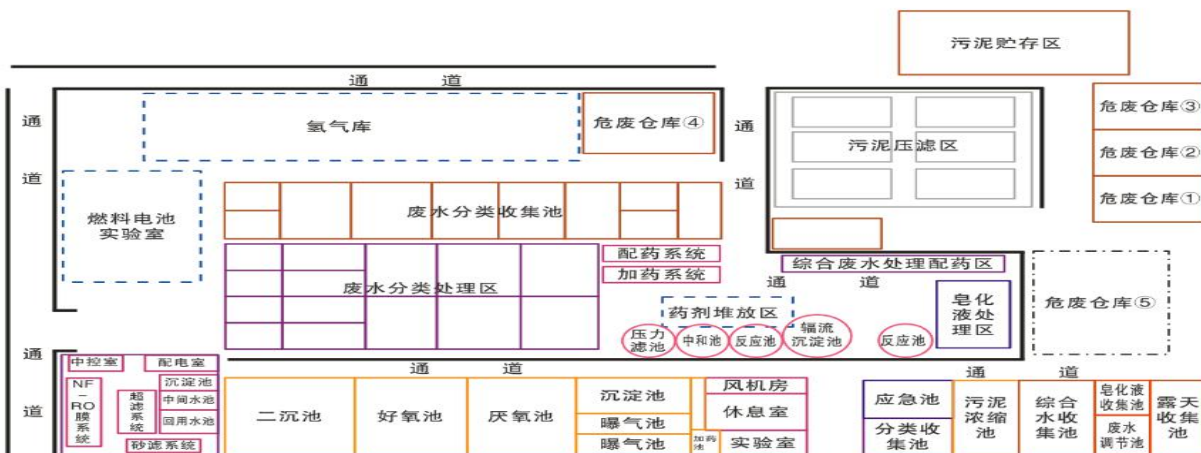 污泥贮存区
通 道
通 道
氢气库
危废仓库④
通 道
污泥压滤区
危废仓库③
危废仓库②
危废仓库①
燃料电池
实验室
废水分类收集池
废水分类处理区
配药系统
加药系统
综合废水处理配药区
通 道
药剂堆放区
皂化
液处
理区
危废仓库⑤
压力
滤池
中和池
反应池
辐流
沉淀池
反应池
通 道
通 道
通 道
中控室
配电室
NF
-
RO
膜
系
统
超
滤
系
统
沉淀池
中间水池
回用水池
砂滤系统
二沉池
好氧池
厌氧池
沉淀池
曝气池
曝气池
加药
池
风机房
休息室
实验室
应急池
分类收
集池
污泥
浓缩
池
综合
水收
集池
皂化液
收集池
废水
调节池
露天
收集池